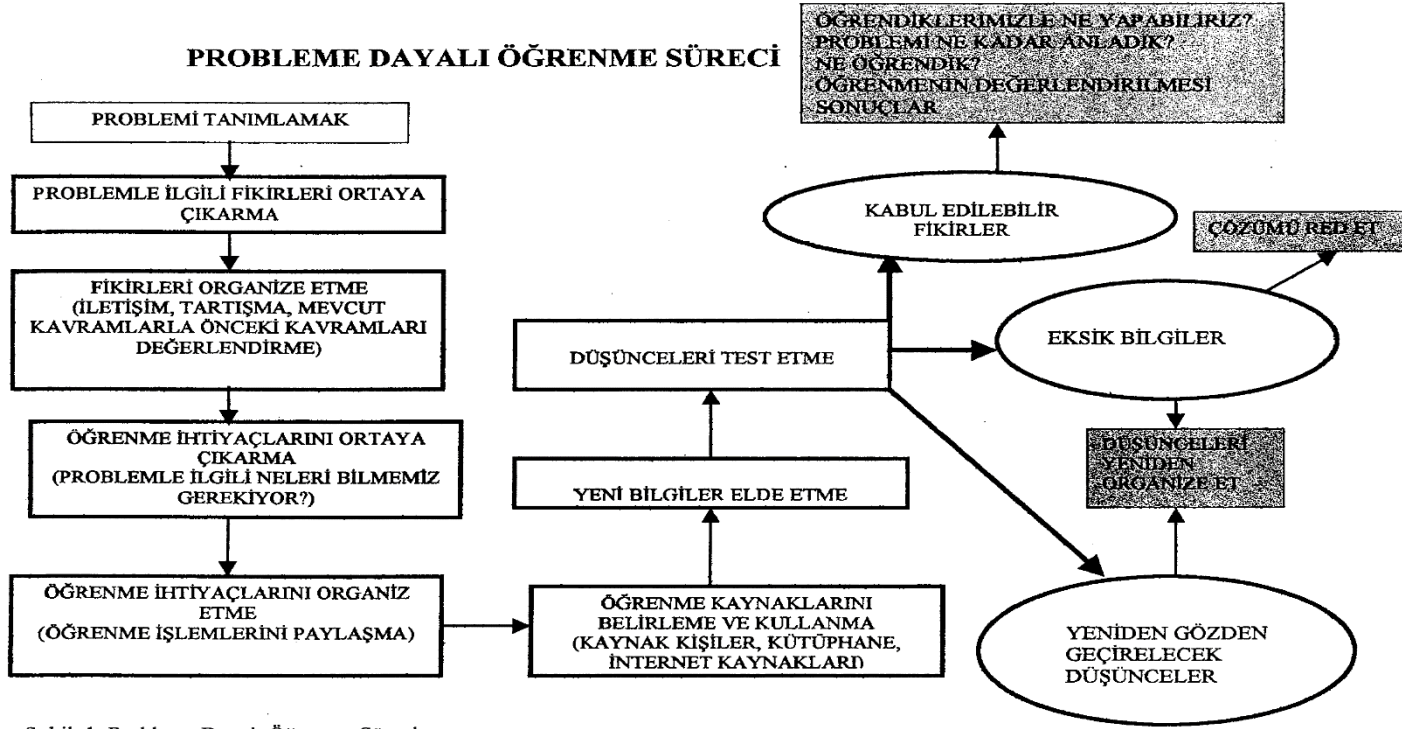 PROBLEME DAYALI ÖĞRENME SÜRECİ
PROBLEMİ TANIMLAMAK
PROBLEMLE İLGİLİ FİKİRLERİ ORTAYA
ÇIKARMA
FİKİRLERİ ORGANİZE ETME
(İLETİŞİM, TARTIŞMA, MEVCUT
KAVRAMLARLA ÖNCEKİ KAVRAMLARI
DEĞERLENDİRME)
ÖĞRENME İHTİYAÇLARINI ORTAYA
ÇIKARMA
(PROBLEMLE İLGİLİ NELERİ BİLMEMİZ
GEREKİYOR?)
ÖĞRENME İHTİYAÇLARINI ORGANİZ
ETME
(ÖĞRENME İŞLEMLERİNİ PAYLAŞMA)
ÖĞRENME KAYNAKLARINI
BELİRLEME VE KULLANMA
(KAYNAK KİŞİLER, KÜTÜPHANE,
İNTERNET KAYNAKLARI)
YENİ BİLGİLER ELDE ETME
DÜŞÜNCELERİ TEST ETME
KABUL EDİLEBİLİR
FİKİRLER
ÖĞRENDİKLERİMİZLE NE YAPABİLİRİZ?
PROBLEMİ NE KADAR ANLADIK?
NE ÖĞRENDİK?
ÖĞRENMENİN DEĞERLENDİRİLMESİ
SONUÇLAR
EKSİK BİLGİLER
ÇÖZÜMÜ RED ET
DÜŞÜNCELERİ
YENİDEN
ORGANİZE ET
YENİDEN GÖZDEN
GEÇİRELECEK
DÜŞÜNCELER